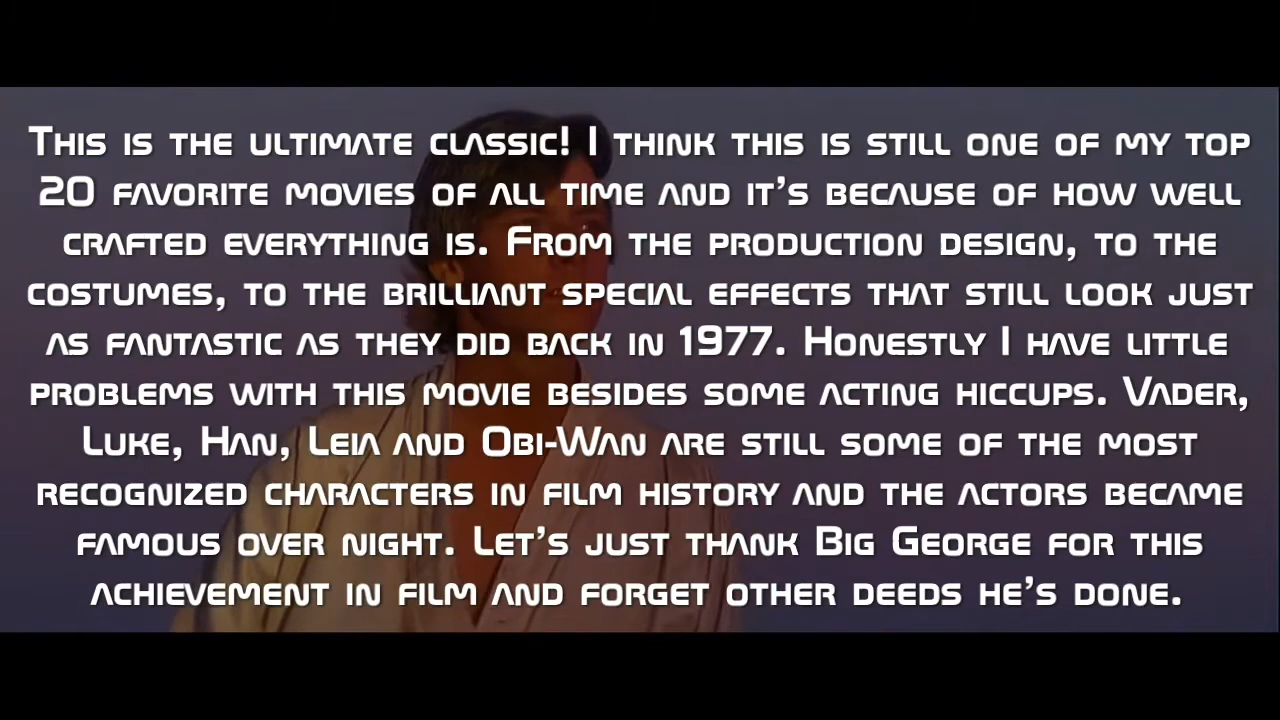 This is the ultimate classic! I think this is still one of my top
20 favorite movies of all time and it's because of how well
crafted everything is. From the production design, to the
costumes, to the brilliant special effects that still look just
as fantastic as they did back in 1977. Honestly I have little
problems with this movie besides some acting hiccups. Vader,
Luke, Han, Leia and Obi-Wan are still some of the most
recognized characters in film history and the actors became
famous over night. Let's just thank Big George for this
achievement in film and forget other deeds he's done.